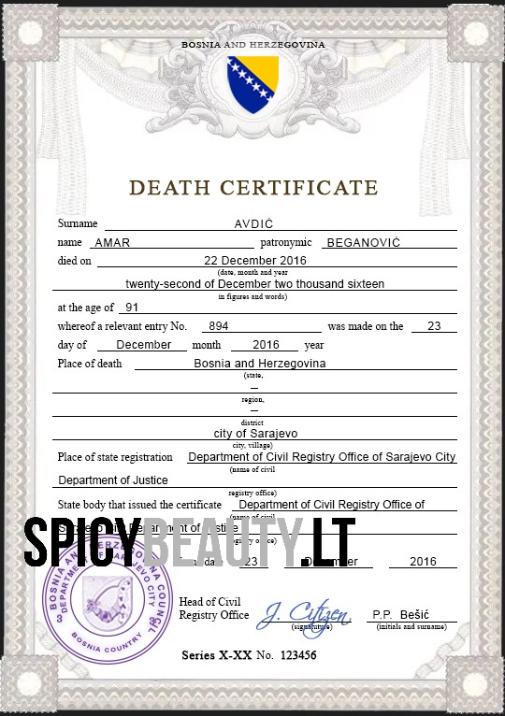 BOSNIA AND HERZEGOVINA
DEATH CERTIFICATE
Surname AVDIĆ
name AMAR patronymic BEGANOVIĆ
died on 22 December 2016
(date, month and year
twenty-second of December two thousand sixteen
in figures and words)
at the age of 91
whereof a relevant entry No. 894 was made on the 23
day of December month 2016 year
Place of death Bosnia and Herzegovina
(state,
—
region,
—
district
city of Sarajevo
city, village)
Place of state registration Department of Civil Registry Office of Sarajevo City
(name of civil
Department of Justice
registry office)
State body that issued the certificate Department of Civil Registry Office of
(name of civil
Sarajevo City Department of Justice
registry office)
SPICYBEAUTY.LT
23 December 2016
BOSNIA AND HERZEGOVINA COUNCIL
DEPARTMENT OF SARAJEVO CITY
BOSNIA COUNTRY
Head of Civil
Registry Office J. Citizen P.P. Bešić
(signature) (initials and surname)
Series X-XX No. 123456